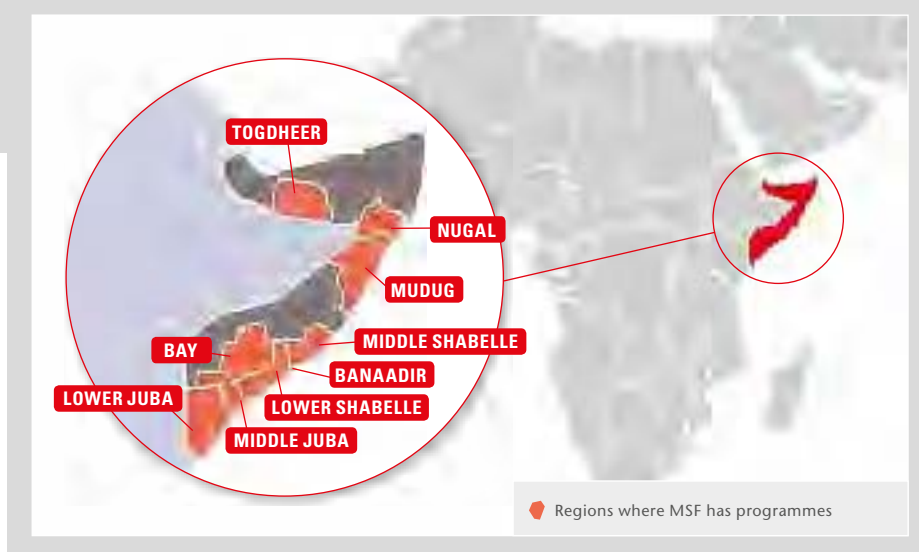 TOGDHEER
NUGAL
MUDUG
MIDDLE SHABELLE
BAY
BANAADIR
LOWER JUBA
LOWER SHABELLE
MIDDLE JUBA
Regions where MSF has programmes